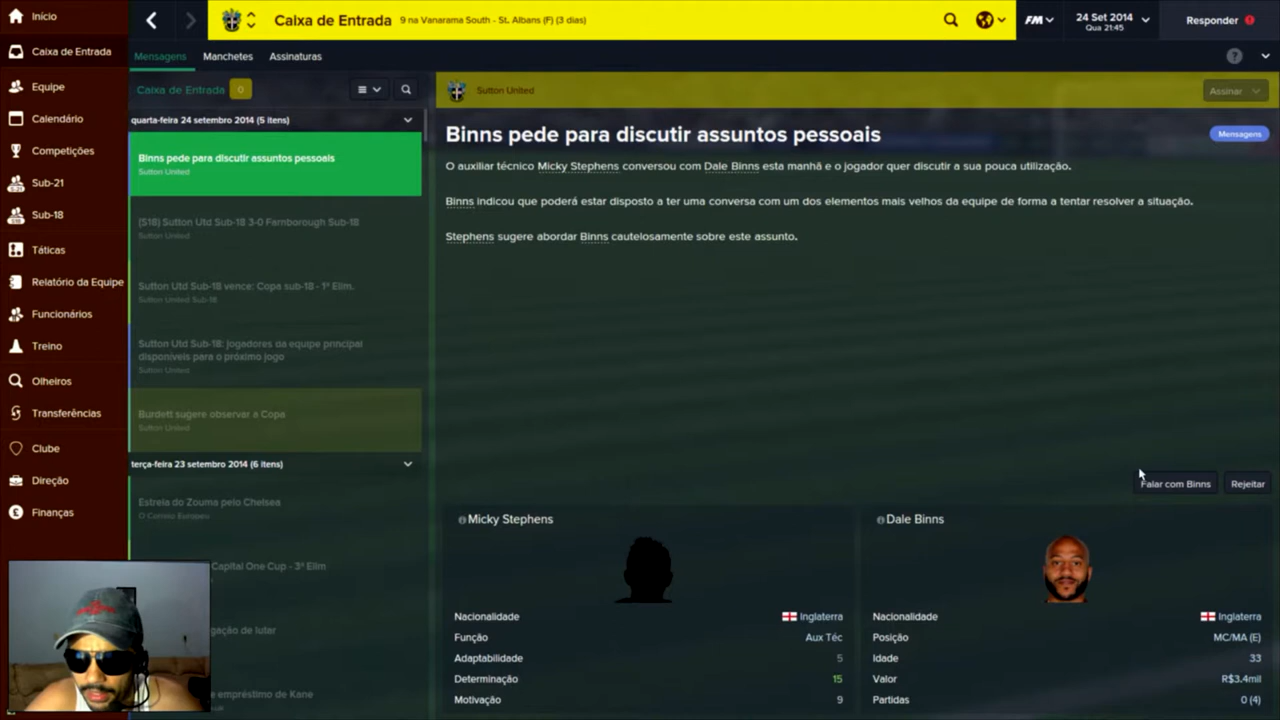 Início
Caixa de Entrada
Equipe
Calendário
Competições
Sub-21
Sub-18
Táticas
Relatório da Equipe
Funcionários
Treino
Olheiros
Transferências
Clube
Direção
Finanças
Caixa de Entrada 9 na Vanarama South - St. Albans (F) (3 dias)
FM
24 Set 2014
Qua 21:45
Responder
Mensagens Manchetes Assinaturas
Caixa de Entrada 0
quarta-feira 24 setembro 2014 (5 itens)
Binns pede para discutir assuntos pessoais
Sutton United
(S18) Sutton Utd Sub-18 3-0 Farnborough Sub-18
Sutton United
Sutton Utd Sub-18 vence: Copa sub-18 - 1ª Elim.
Sutton United Sub-18
Sutton Utd Sub-18: jogadores da equipe principal
disponíveis para o próximo jogo
Sutton United
Burdett sugere observar a Copa
Sutton United
terça-feira 23 setembro 2014 (6 itens)
Estreia do Zouma pelo Chelsea
O Correio Europeu
Capital One Cup - 3ª Elim
gação de lutar
e empréstimo de Kane
.uk
Sutton United
Assinar
Binns pede para discutir assuntos pessoais
Mensagens
O auxiliar técnico Micky Stephens conversou com Dale Binns esta manhã e o jogador quer discutir a sua pouca utilização.
Binns indicou que poderá estar disposto a ter uma conversa com um dos elementos mais velhos da equipe de forma a tentar resolver a situação.
Stephens sugere abordar Binns cautelosamente sobre este assunto.
Falar com Binns Rejeitar
Micky Stephens
Nacionalidade Inglaterra
Função Aux Téc
Adaptabilidade 5
Determinação 15
Motivação 9
Dale Binns
Nacionalidade Inglaterra
Posição MC/MA (E)
Idade 33
Valor R$3.4mil
Partidas 0 (4)